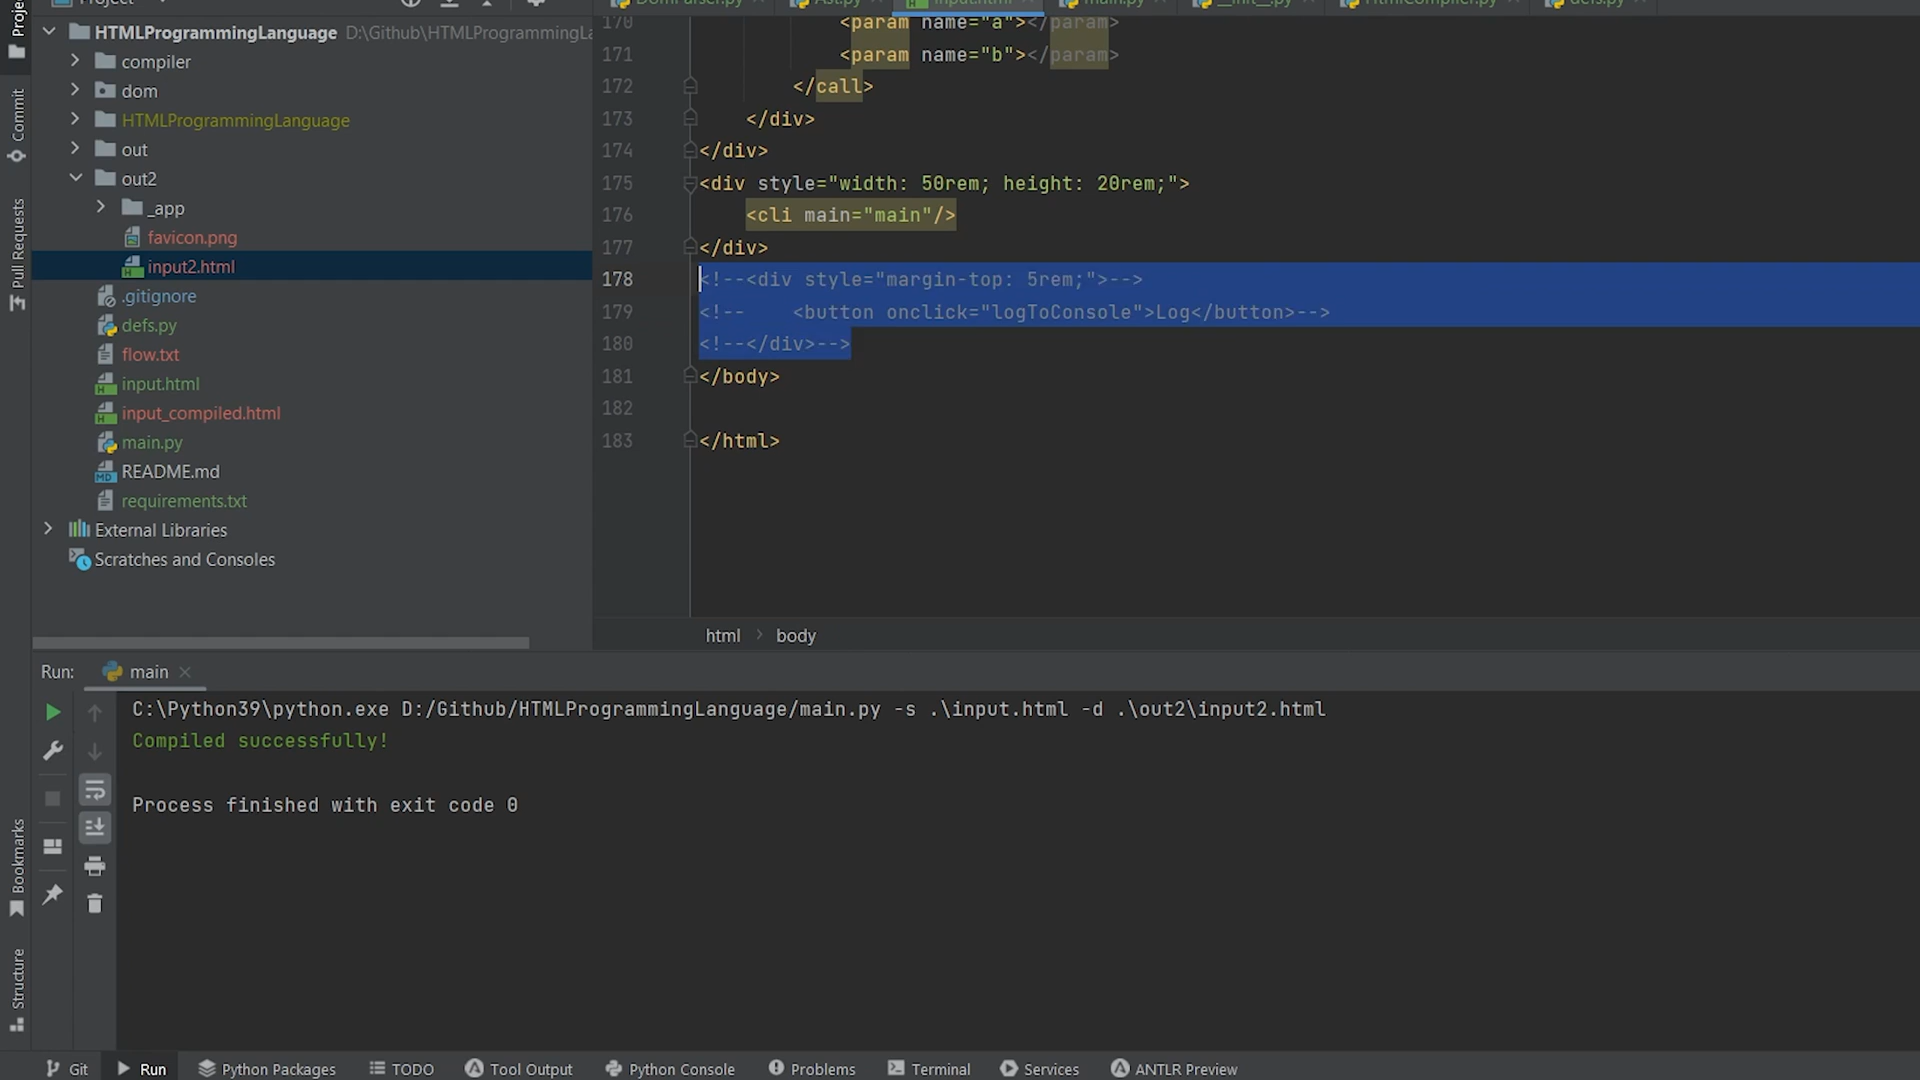 Project
DomParser.py
Ast.py
input.html
main.py
__init__.py
HtmlCompiler.py
defs.py
Commit
Pull Requests
Bookmarks
Structure
HTMLProgrammingLanguage D:\Github\HTMLProgrammingLa
compiler
dom
HTMLProgrammingLanguage
out
out2
_app
favicon.png
input2.html
.gitignore
defs.py
flow.txt
input.html
input_compiled.html
main.py
README.md
requirements.txt
External Libraries
Scratches and Consoles
170 <param name="a"></param>
171 <param name="b"></param>
172 </call>
173 </div>
174 </div>
175 <div style="width: 50rem; height: 20rem;">
176 <cli main="main"/>
177 </div>
178 <!--<div style="margin-top: 5rem;">-->
179 <!-- <button onclick="logToConsole">Log</button>-->
180 <!--</div>-->
181 </body>
182
183 </html>
html > body
Run: main
C:\Python39\python.exe D:/Github/HTMLProgrammingLanguage/main.py -s .\input.html -d .\out2\input2.html
Compiled successfully!
Process finished with exit code 0
Git Run Python Packages TODO Tool Output Python Console Problems Terminal Services ANTLR Preview